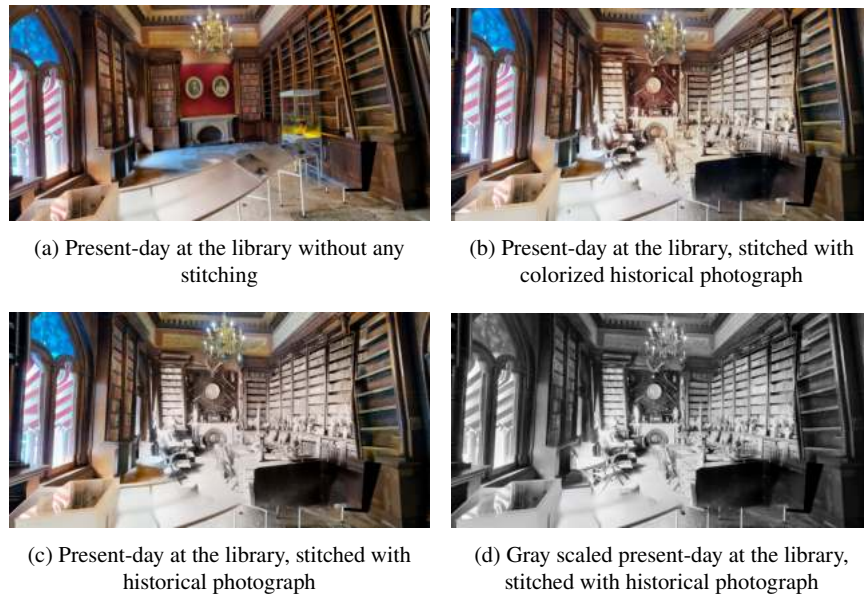 (a) Present-day at the library without any
stitching
(b) Present-day at the library, stitched with
colorized historical photograph
(c) Present-day at the library, stitched with
historical photograph
(d) Gray scaled present-day at the library,
stitched with historical photograph